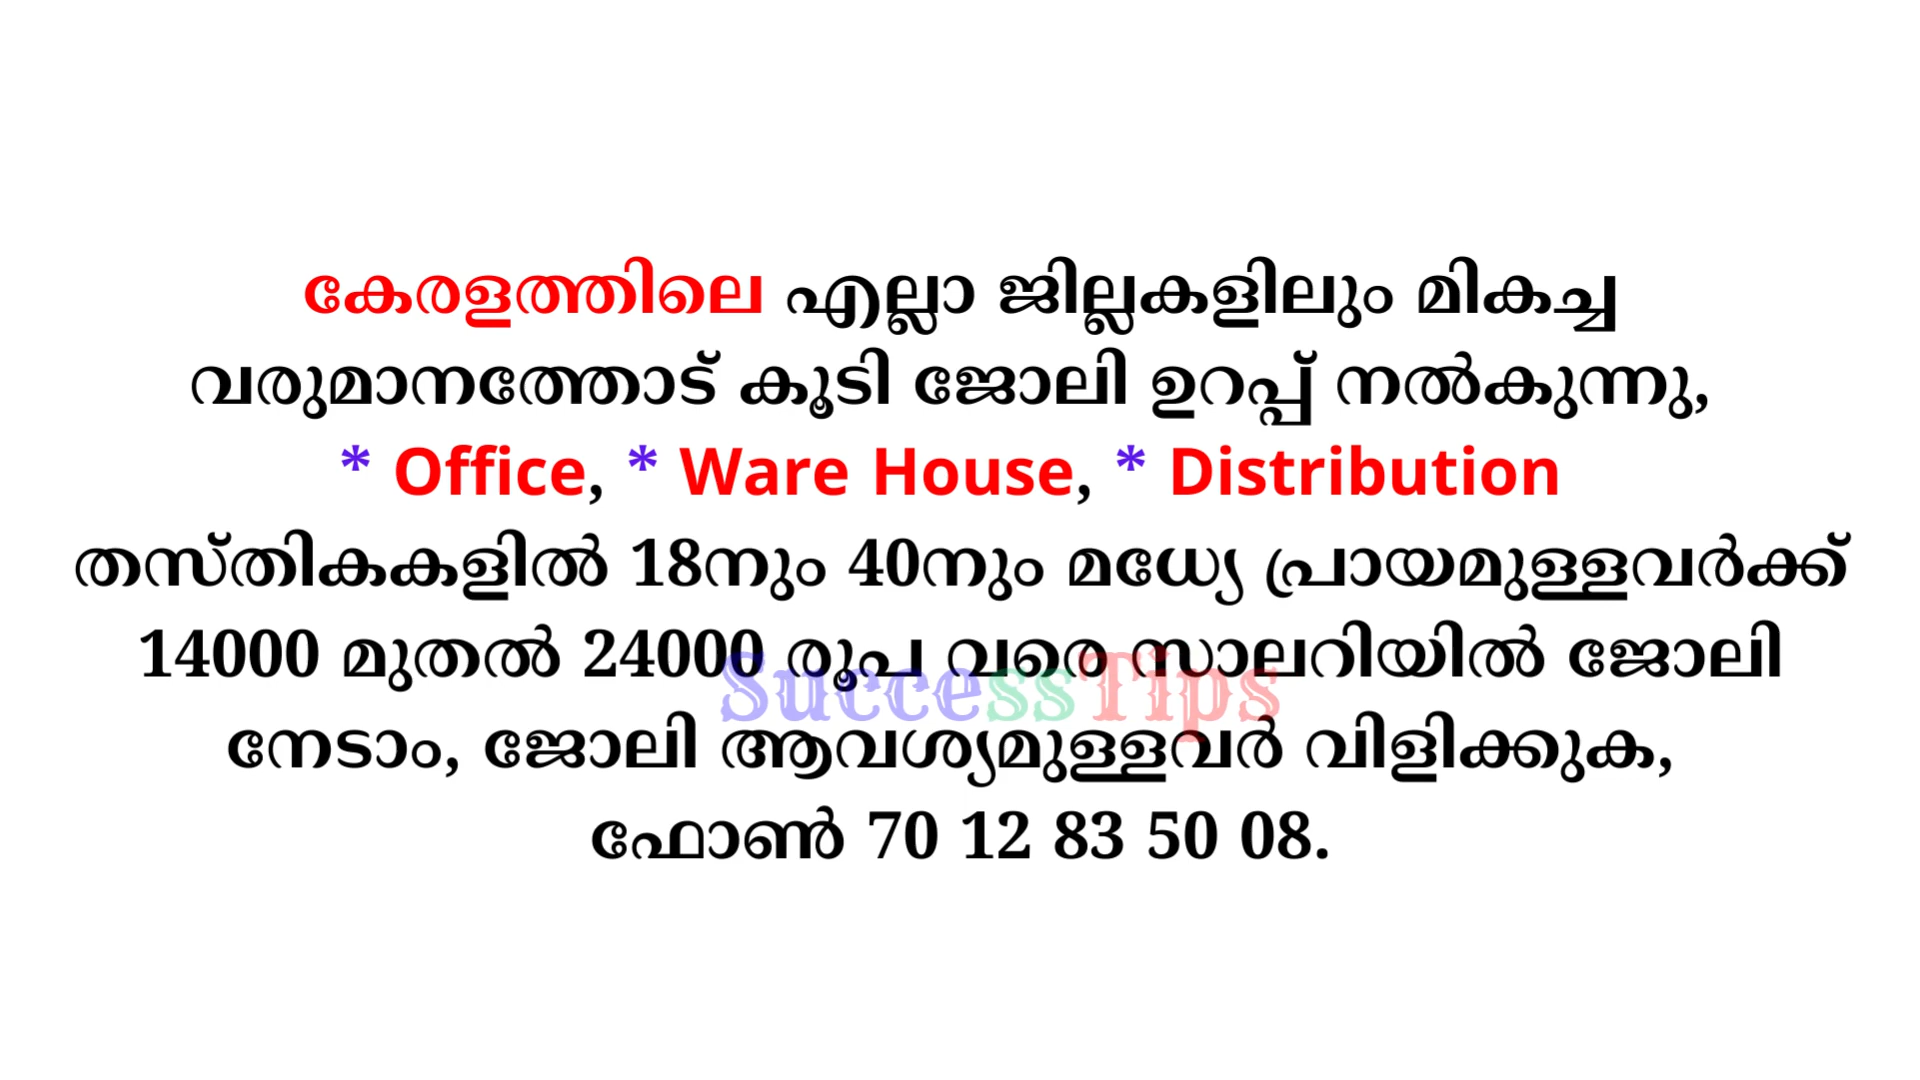 കേരളത്തിലെ എല്ലാ ജില്ലകളിലും മികച്ച
വരുമാനത്തോട് കൂടി ജോലി ഉറപ്പ് നൽകുന്നു,
* Office, * Ware House, * Distribution
തസ്തികകളിൽ 18നും 40നും മധ്യേ പ്രായമുള്ളവർക്ക്
14000 മുതൽ 24000 രൂപ വരെ സാലറിയിൽ ജോലി
SuccessTips
നേടാം, ജോലി ആവശ്യമുള്ളവർ വിളിക്കുക,
ഫോൺ 70 12 83 50 08.